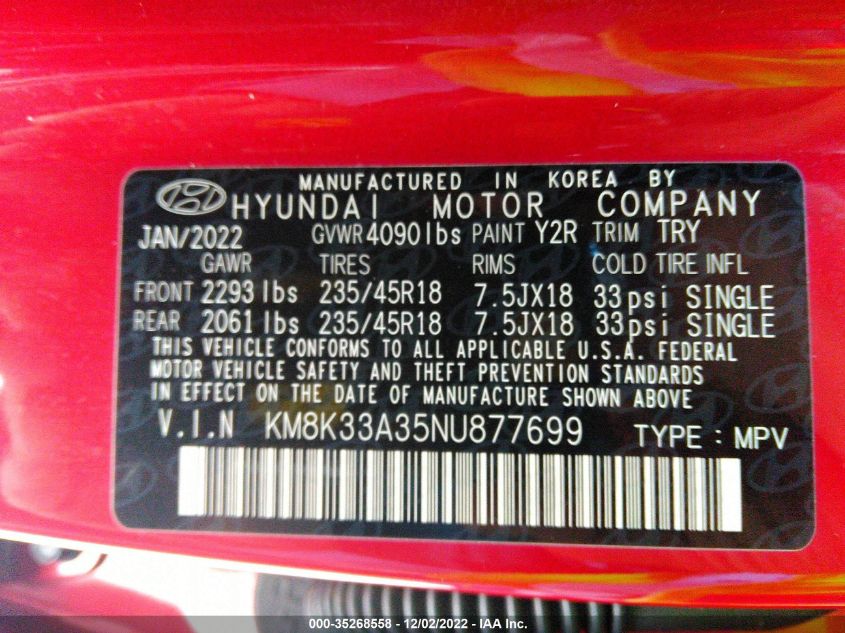 MANUFACTURED IN KOREA BY
HYUNDAI MOTOR COMPANY
JAN/2022 GVWR 4090 lbs PAINT Y2R TRIM TRY
GAWR TIRES RIMS COLD TIRE INFL
FRONT 2293 lbs 235/45R18 7.5JX18 33psi SINGLE
REAR 2061 lbs 235/45R18 7.5JX18 33psi SINGLE
THIS VEHICLE CONFORMS TO ALL APPLICABLE U.S.A. FEDERAL
MOTOR VEHICLE SAFETY AND THEFT PREVENTION STANDARDS
IN EFFECT ON THE DATE OF MANUFACTURE SHOWN ABOVE.
V.I.N KM8K33A35NU877699 TYPE : MPV
000-35268558 - 12/02/2022 - IAA Inc.